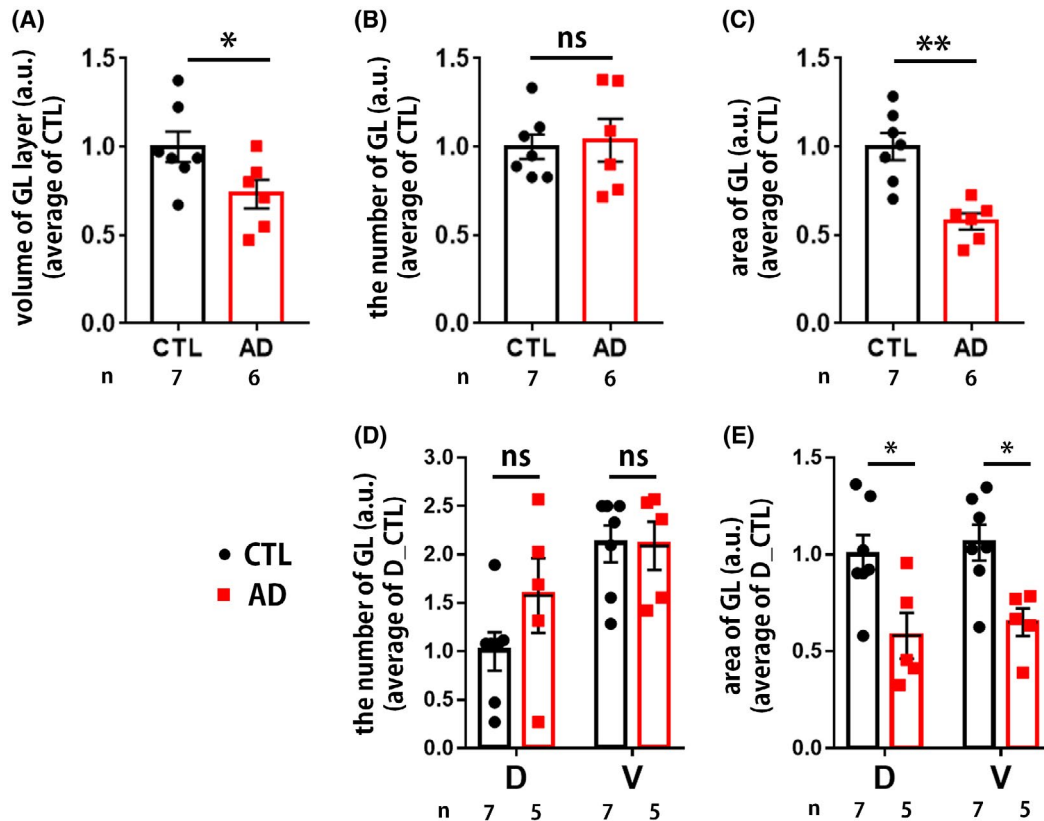 (A)
volume of GL layer (a.u.)
(average of CTL)
1.5
1.0
0.5
0.0
*
CTL AD
n 7 6
(B)
the number of GL (a.u.)
(average of CTL)
1.5
1.0
0.5
0.0
ns
CTL AD
n 7 6
(C)
area of GL (a.u.)
(average of CTL)
1.5
1.0
0.5
0.0
**
CTL AD
n 7 6
CTL
AD
(D)
the number of GL (a.u.)
(average of D_CTL)
3.0
2.5
2.0
1.5
1.0
0.5
0.0
ns ns
D V
n 7 5 7 5
(E)
area of GL (a.u.)
(average of D_CTL)
1.5
1.0
0.5
0.0
* *
D V
n 7 5 7 5